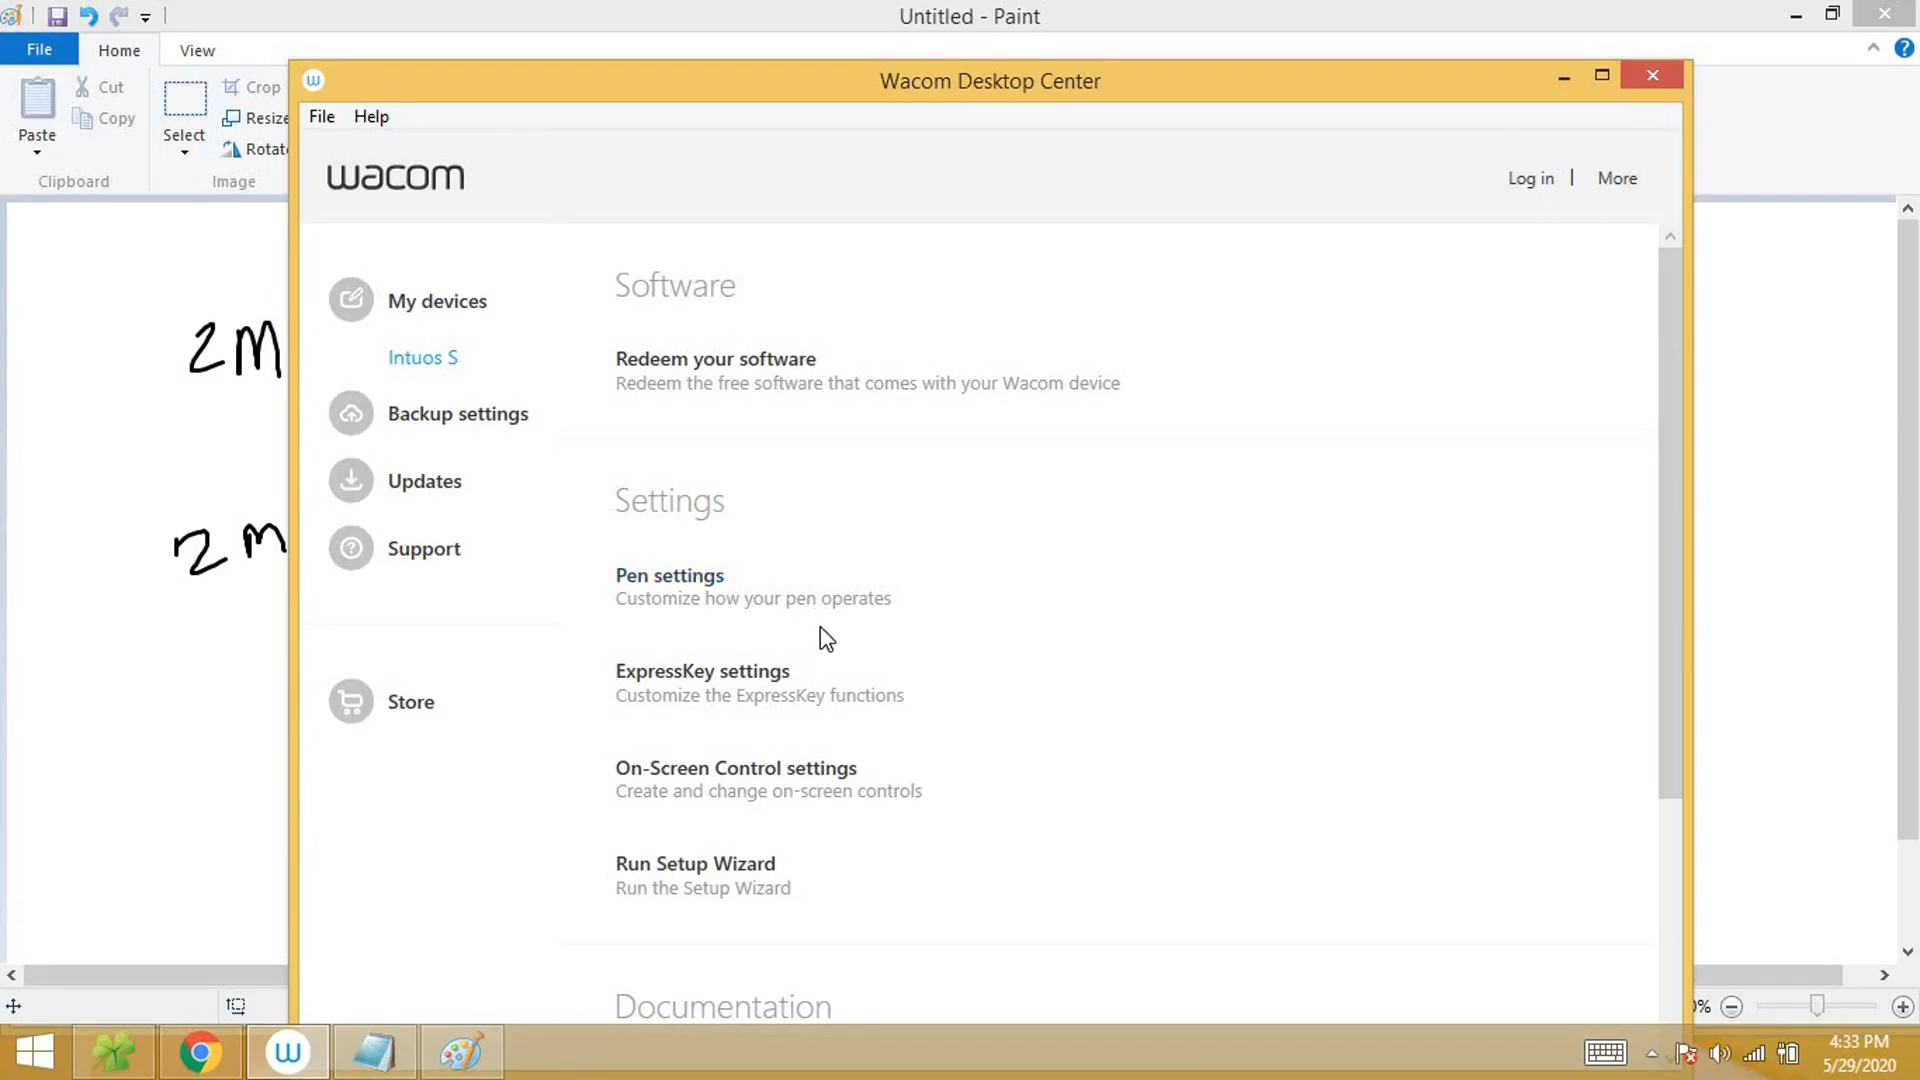 Untitled - Paint
File Home View
Paste
Cut
Copy
Clipboard
Select
Crop
Resize
Rotat
Image
2M
2m
Wacom Desktop Center
File Help
wacom
Log in | More
My devices
Intuos S
Backup settings
Updates
Support
Store
Software
Redeem your software
Redeem the free software that comes with your Wacom device
Settings
Pen settings
Customize how your pen operates
ExpressKey settings
Customize the ExpressKey functions
On-Screen Control settings
Create and change on-screen controls
Run Setup Wizard
Run the Setup Wizard
Documentation
0%
4:33 PM
5/29/2020